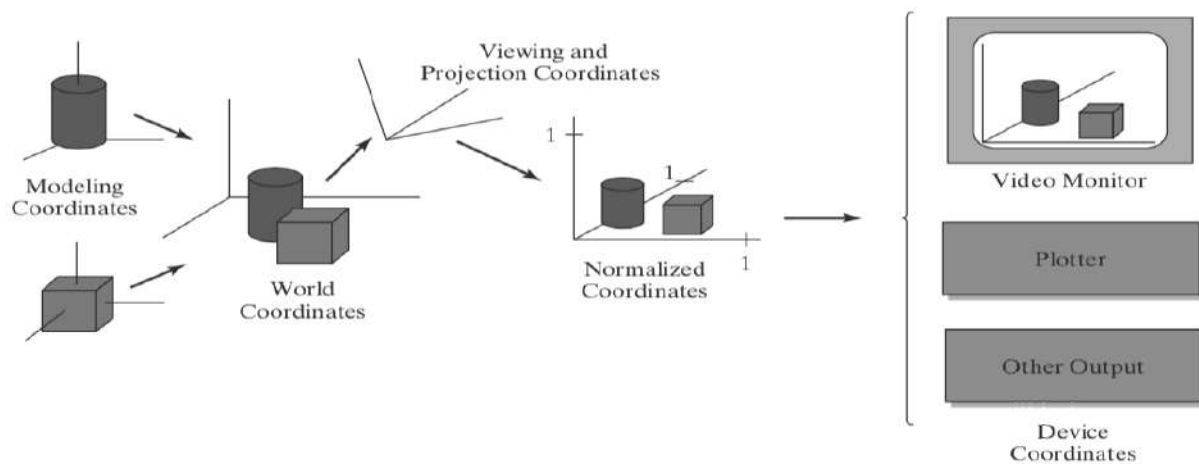 Viewing and
Projection Coordinates
Modeling
Coordinates
World
Coordinates
1
1
1
Normalized
Coordinates
Video Monitor
Plotter
Other Output
Device
Coordinates